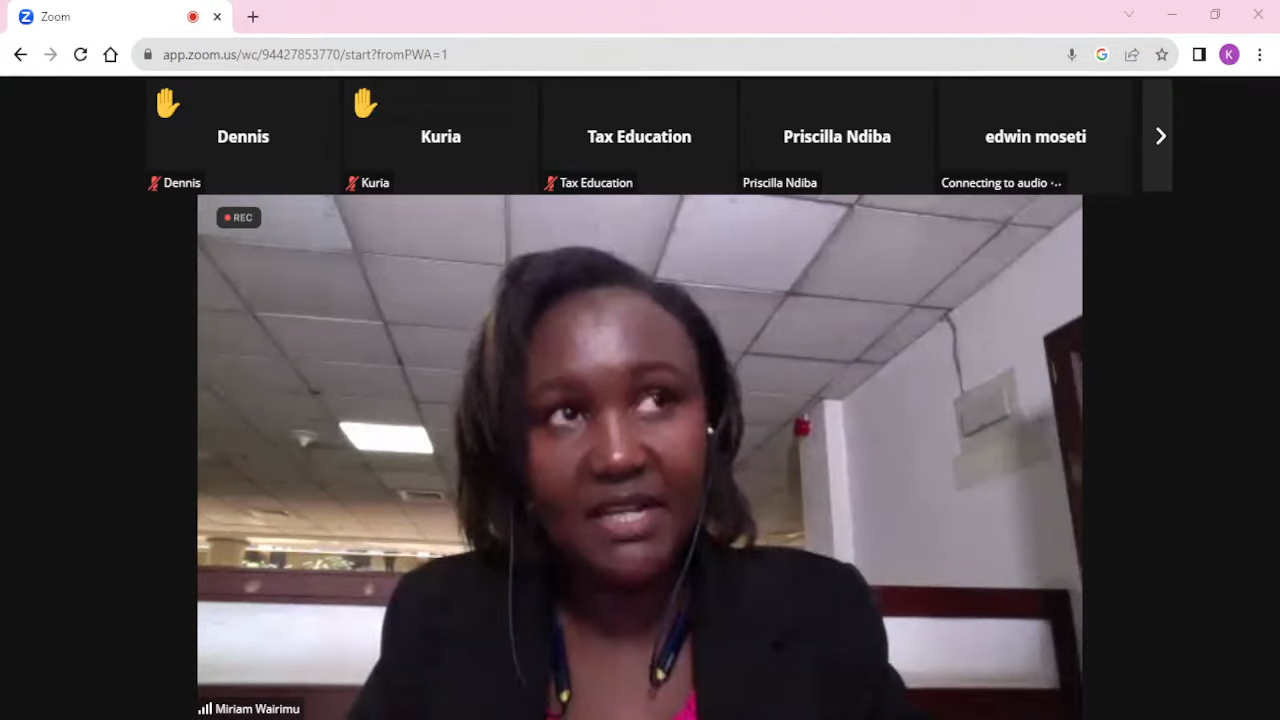 Zoom
app.zoom.us/wc/94427853770/start?fromPWA=1
K
Dennis
Kuria
Tax Education
Priscilla Ndiba
edwin moseti
Dennis
Kuria
Tax Education
Priscilla Ndiba
Connecting to audio ･･･
REC
Miriam Wairimu